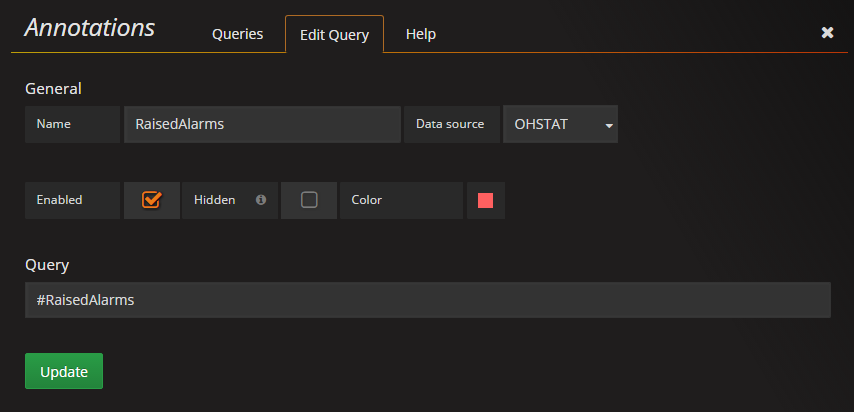 Annotations Queries Edit Query Help
General
Name RaisedAlarms Data source OHSTAT
Enabled Hidden Color
Query
#RaisedAlarms
Update